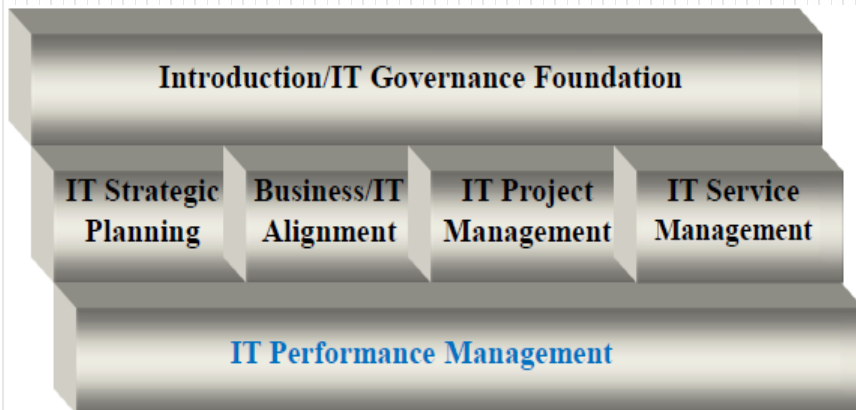 Introduction/IT Governance Foundation
IT Strategic Planning
Business/IT Alignment
IT Project Management
IT Service Management
IT Performance Management